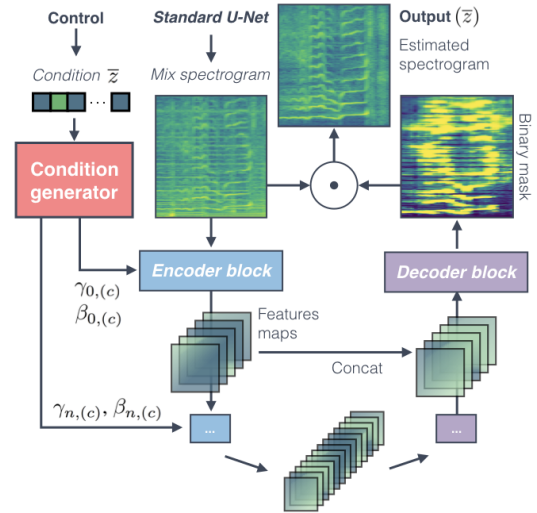 Control
Condition z̅
...
Condition
generator
Standard U-Net
Mix spectrogram
Output (z̅)
Estimated
spectrogram
Binary mask
Encoder block
Decoder block
γ0,(c)
β0,(c)
Features
maps
Concat
γn,(c), βn,(c)
...
...